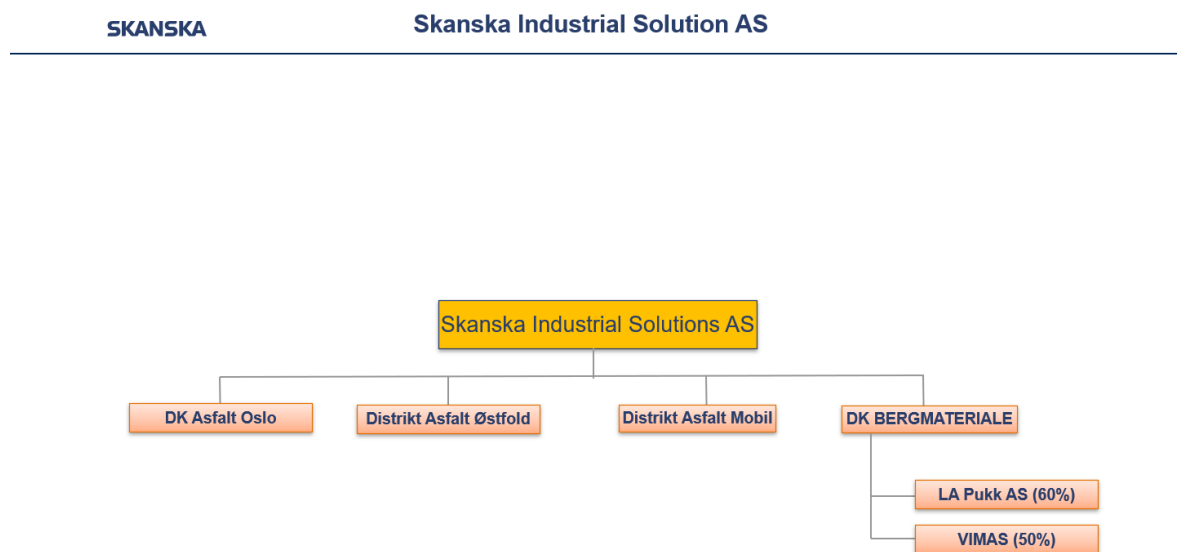 SKANSKA
Skanska Industrial Solution AS
Skanska Industrial Solutions AS
DK Asfalt Oslo
Distrikt Asfalt Østfold
Distrikt Asfalt Mobil
DK BERGMATERIALE
LA Pukk AS (60%)
VIMAS (50%)